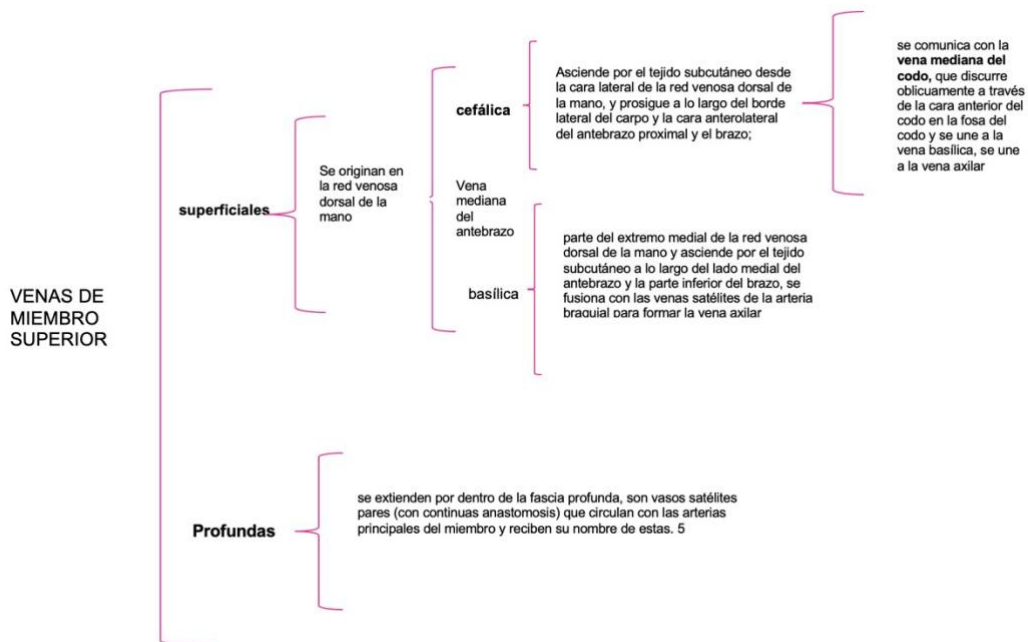 VENAS DE
MIEMBRO
SUPERIOR
superficiales
Se originan en
la red venosa
dorsal de la
mano
cefálica
Asciende por el tejido subcutáneo desde
la cara lateral de la red venosa dorsal de
la mano, y prosigue a lo largo del borde
lateral del carpo y la cara anterolateral
del antebrazo proximal y el brazo;
se comunica con la
vena mediana del
codo, que discurre
oblicuamente a través
de la cara anterior del
codo en la fosa del
codo y se une a la
vena basílica, se une
a la vena axilar
Vena
mediana
del
antebrazo
basílica
parte del extremo medial de la red venosa
dorsal de la mano y asciende por el tejido
subcutáneo a lo largo del lado medial del
antebrazo y la parte inferior del brazo, se
fusiona con las venas satélites de la arteria
braquial para formar la vena axilar
Profundas
se extienden por dentro de la fascia profunda, son vasos satélites
pares (con continuas anastomosis) que circulan con las arterias
principales del miembro y reciben su nombre de estas. 5